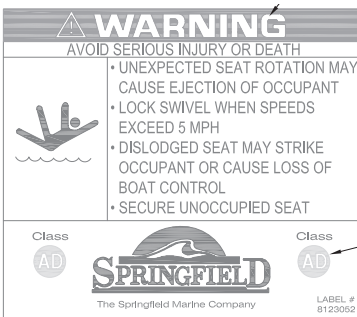 WARNING
AVOID SERIOUS INJURY OR DEATH
• UNEXPECTED SEAT ROTATION MAY
CAUSE EJECTION OF OCCUPANT
• LOCK SWIVEL WHEN SPEEDS
EXCEED 5 MPH
• DISLODGED SEAT MAY STRIKE
OCCUPANT OR CAUSE LOSS OF
BOAT CONTROL
• SECURE UNOCCUPIED SEAT
Class
AD
SPRINGFIELD
The Springfield Marine Company
Class
AD
LABEL #
8123052